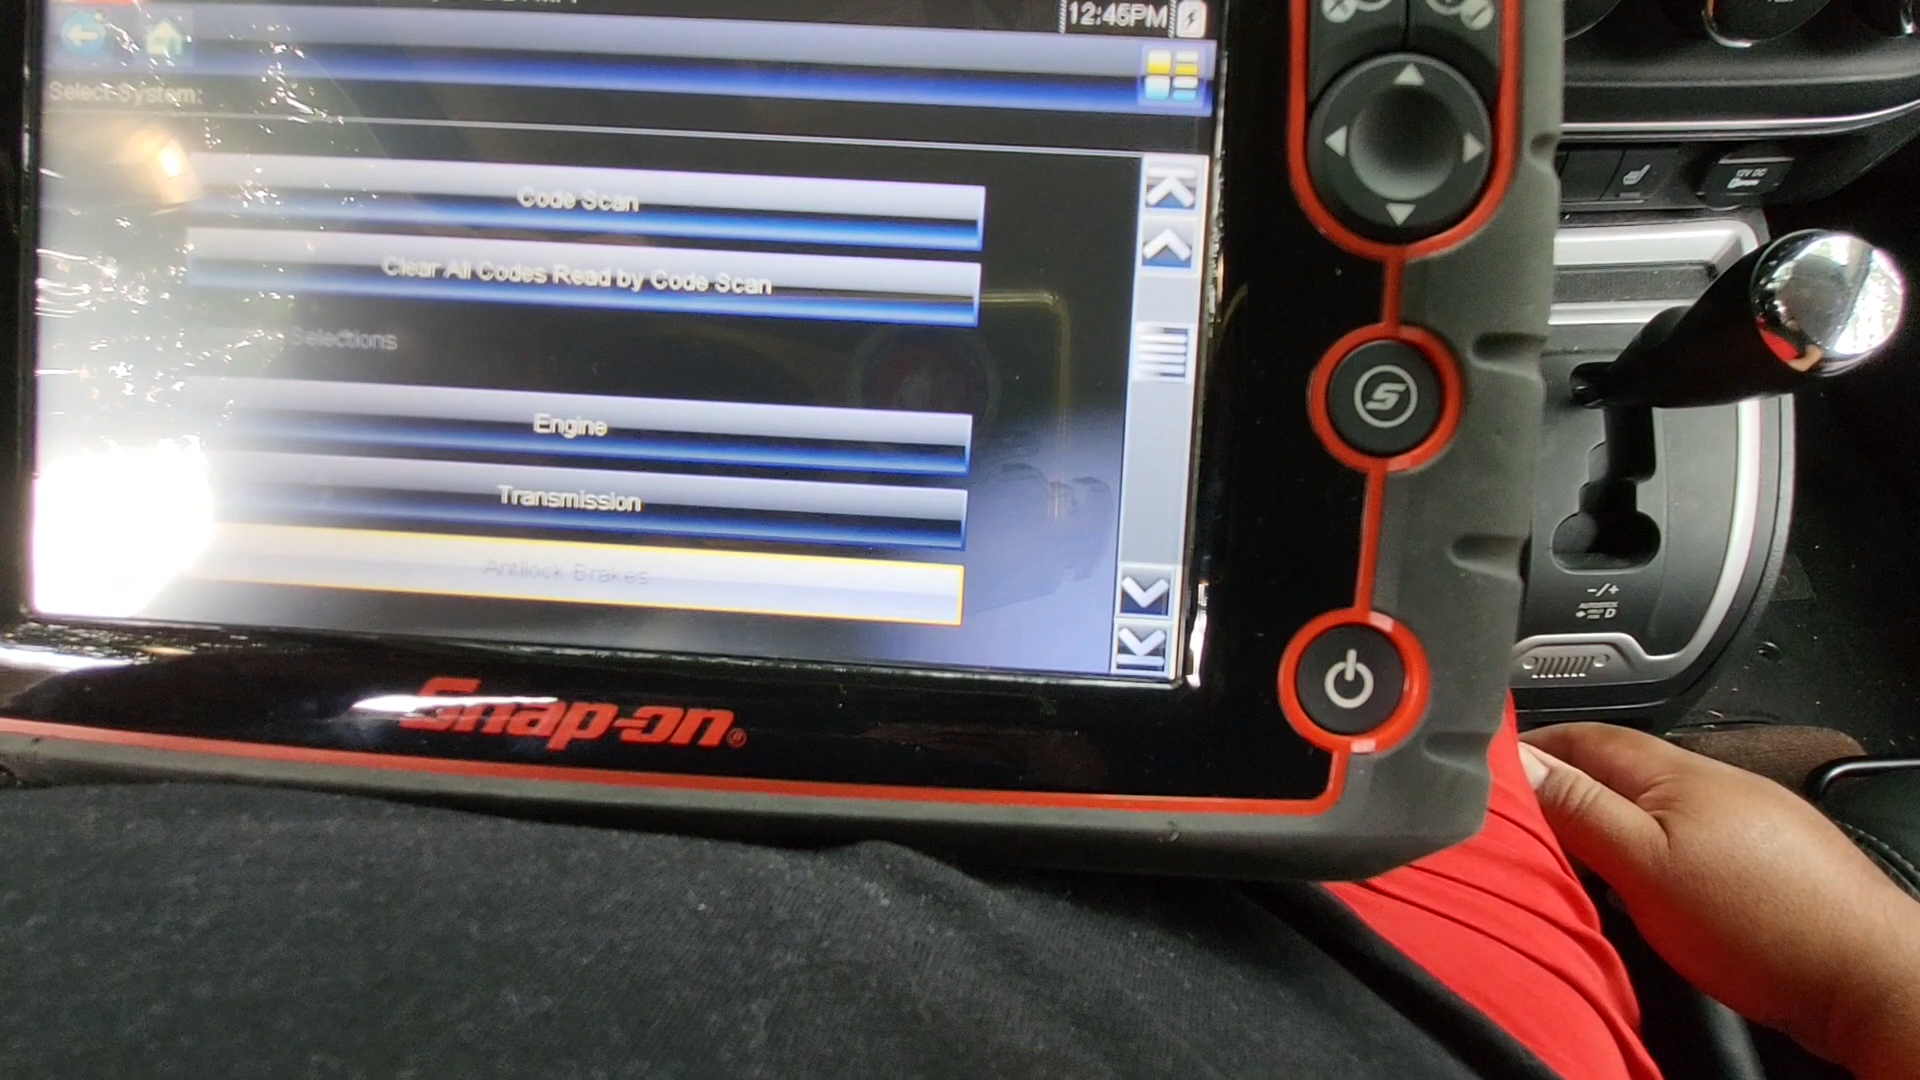 12:45PM
Select System:
Code Scan
Clear All Codes Read by Code Scan
Selections
Engine
Transmission
Antilock Brakes
Snap-on®
12V DC
-/+
D